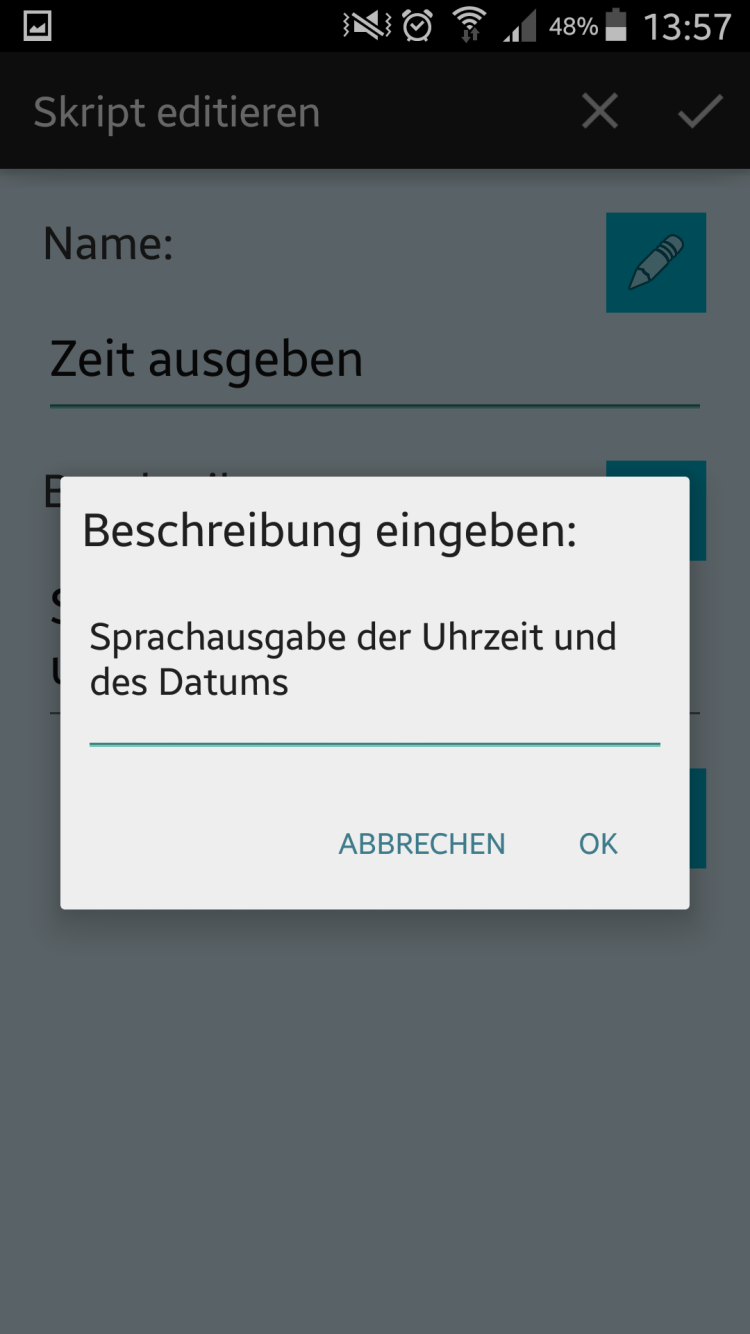 48% 13:57
Skript editieren
Name:
Zeit ausgeben
Beschreibung eingeben:
Sprachausgabe der Uhrzeit und
des Datums
ABBRECHEN OK